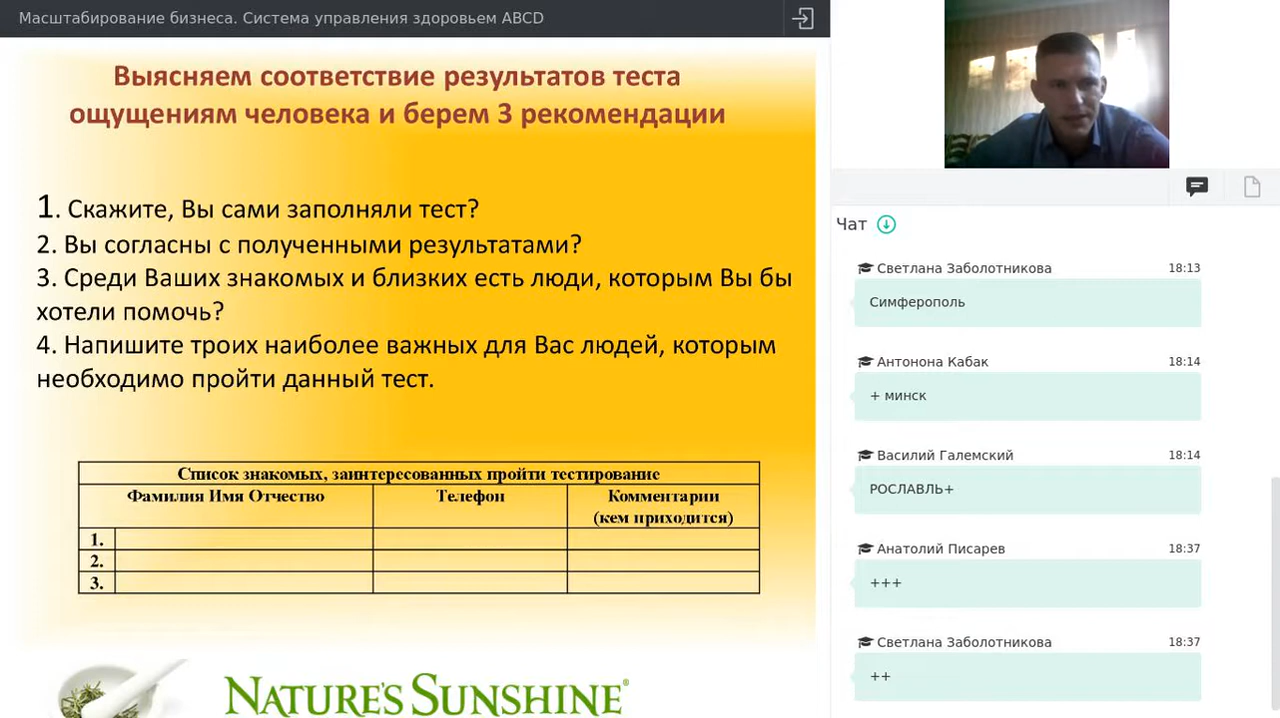 Масштабирование бизнеса. Система управления здоровьем ABCD
Выясняем соответствие результатов теста
ощущениям человека и берем 3 рекомендации
1. Скажите, Вы сами заполняли тест?
2. Вы согласны с полученными результатами?
3. Среди Ваших знакомых и близких есть люди, которым Вы бы
хотели помочь?
4. Напишите троих наиболее важных для Вас людей, которым
необходимо пройти данный тест.
Список знакомых, заинтересованных пройти тестирование
Фамилия Имя Отчество Телефон Комментарии
(кем приходится)
1.
2.
3.
NATURE'S SUNSHINE®
Чат
Светлана Заболотникова 18:13
Симферополь
Антонона Кабак 18:14
+ минск
Василий Галемский 18:14
РОСЛАВЛЬ+
Анатолий Писарев 18:37
+++
Светлана Заболотникова 18:37
++